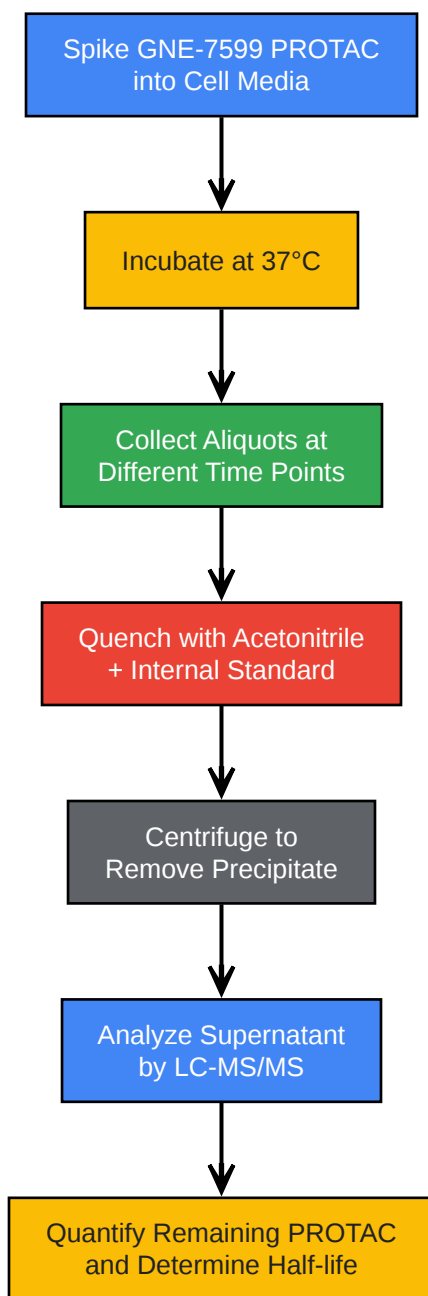 Spike GNE-7599 PROTAC
into Cell Media
Incubate at 37°C
Collect Aliquots at
Different Time Points
Quench with Acetonitrile
+ Internal Standard
Centrifuge to
Remove Precipitate
Analyze Supernatant
by LC-MS/MS
Quantify Remaining PROTAC
and Determine Half-life